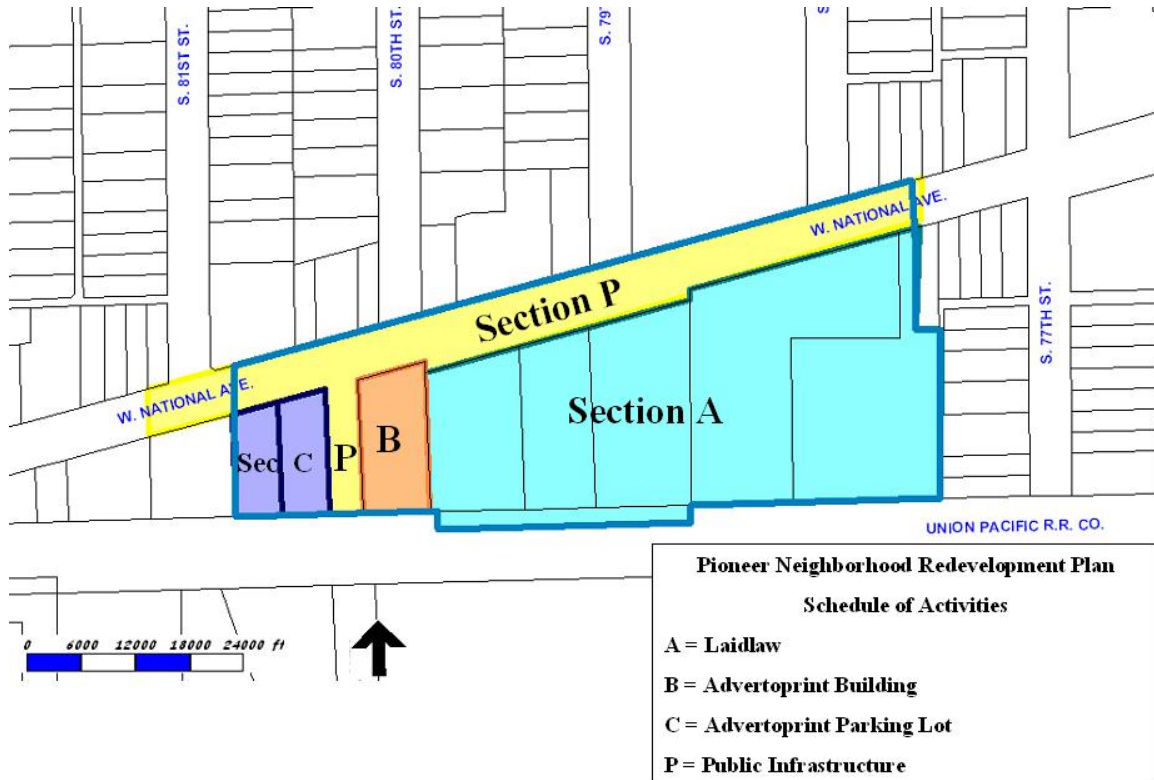 S. 81ST ST.
S. 80TH ST.
S. 79T
S
W. NATIONAL AVE.
Section P
W. NATIONAL AVE.
S. 77TH ST.
Section A
Sec
C
P
B
UNION PACIFIC R.R. CO.
0 6000 12000 18000 24000 ft
Pioneer Neighborhood Redevelopment Plan
Schedule of Activities
A = Laidlaw
B = Advertoprint Building
C = Advertoprint Parking Lot
P = Public Infrastructure